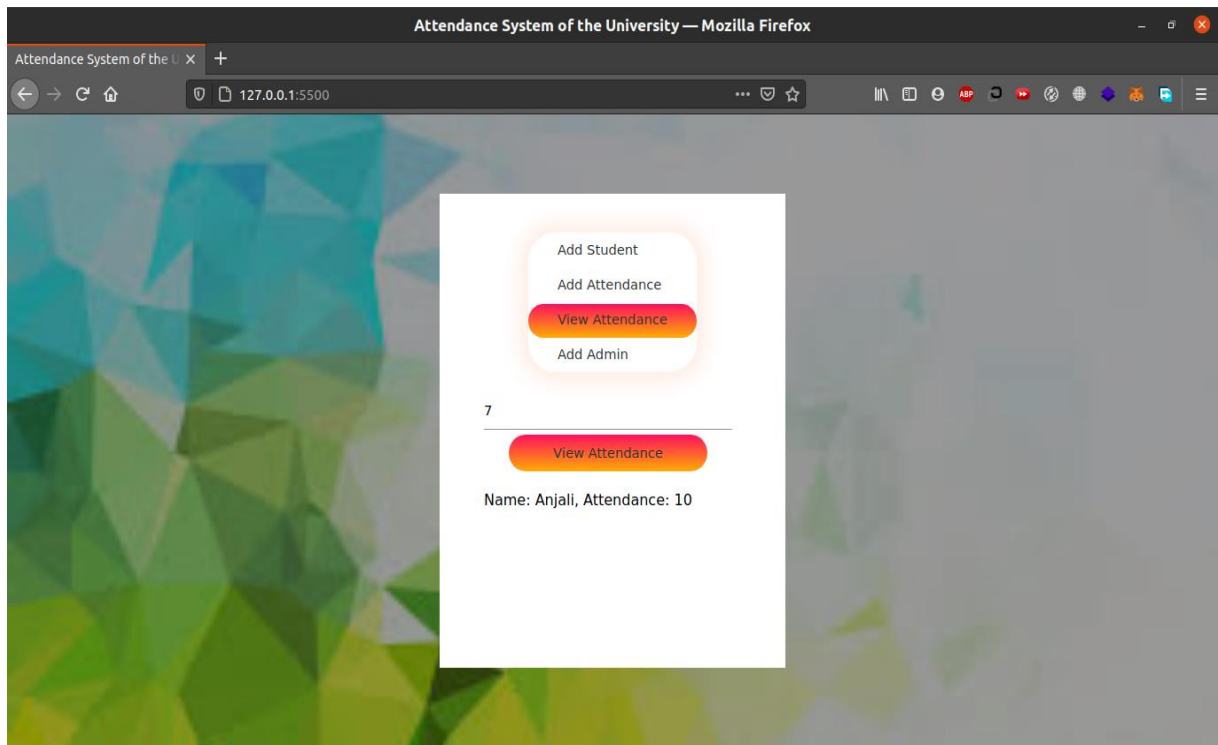 Attendance System of the University — Mozilla Firefox
Attendance System of the U
127.0.0.1:5500
ABP
Add Student
Add Attendance
View Attendance
Add Admin
7
View Attendance
Name: Anjali, Attendance: 10